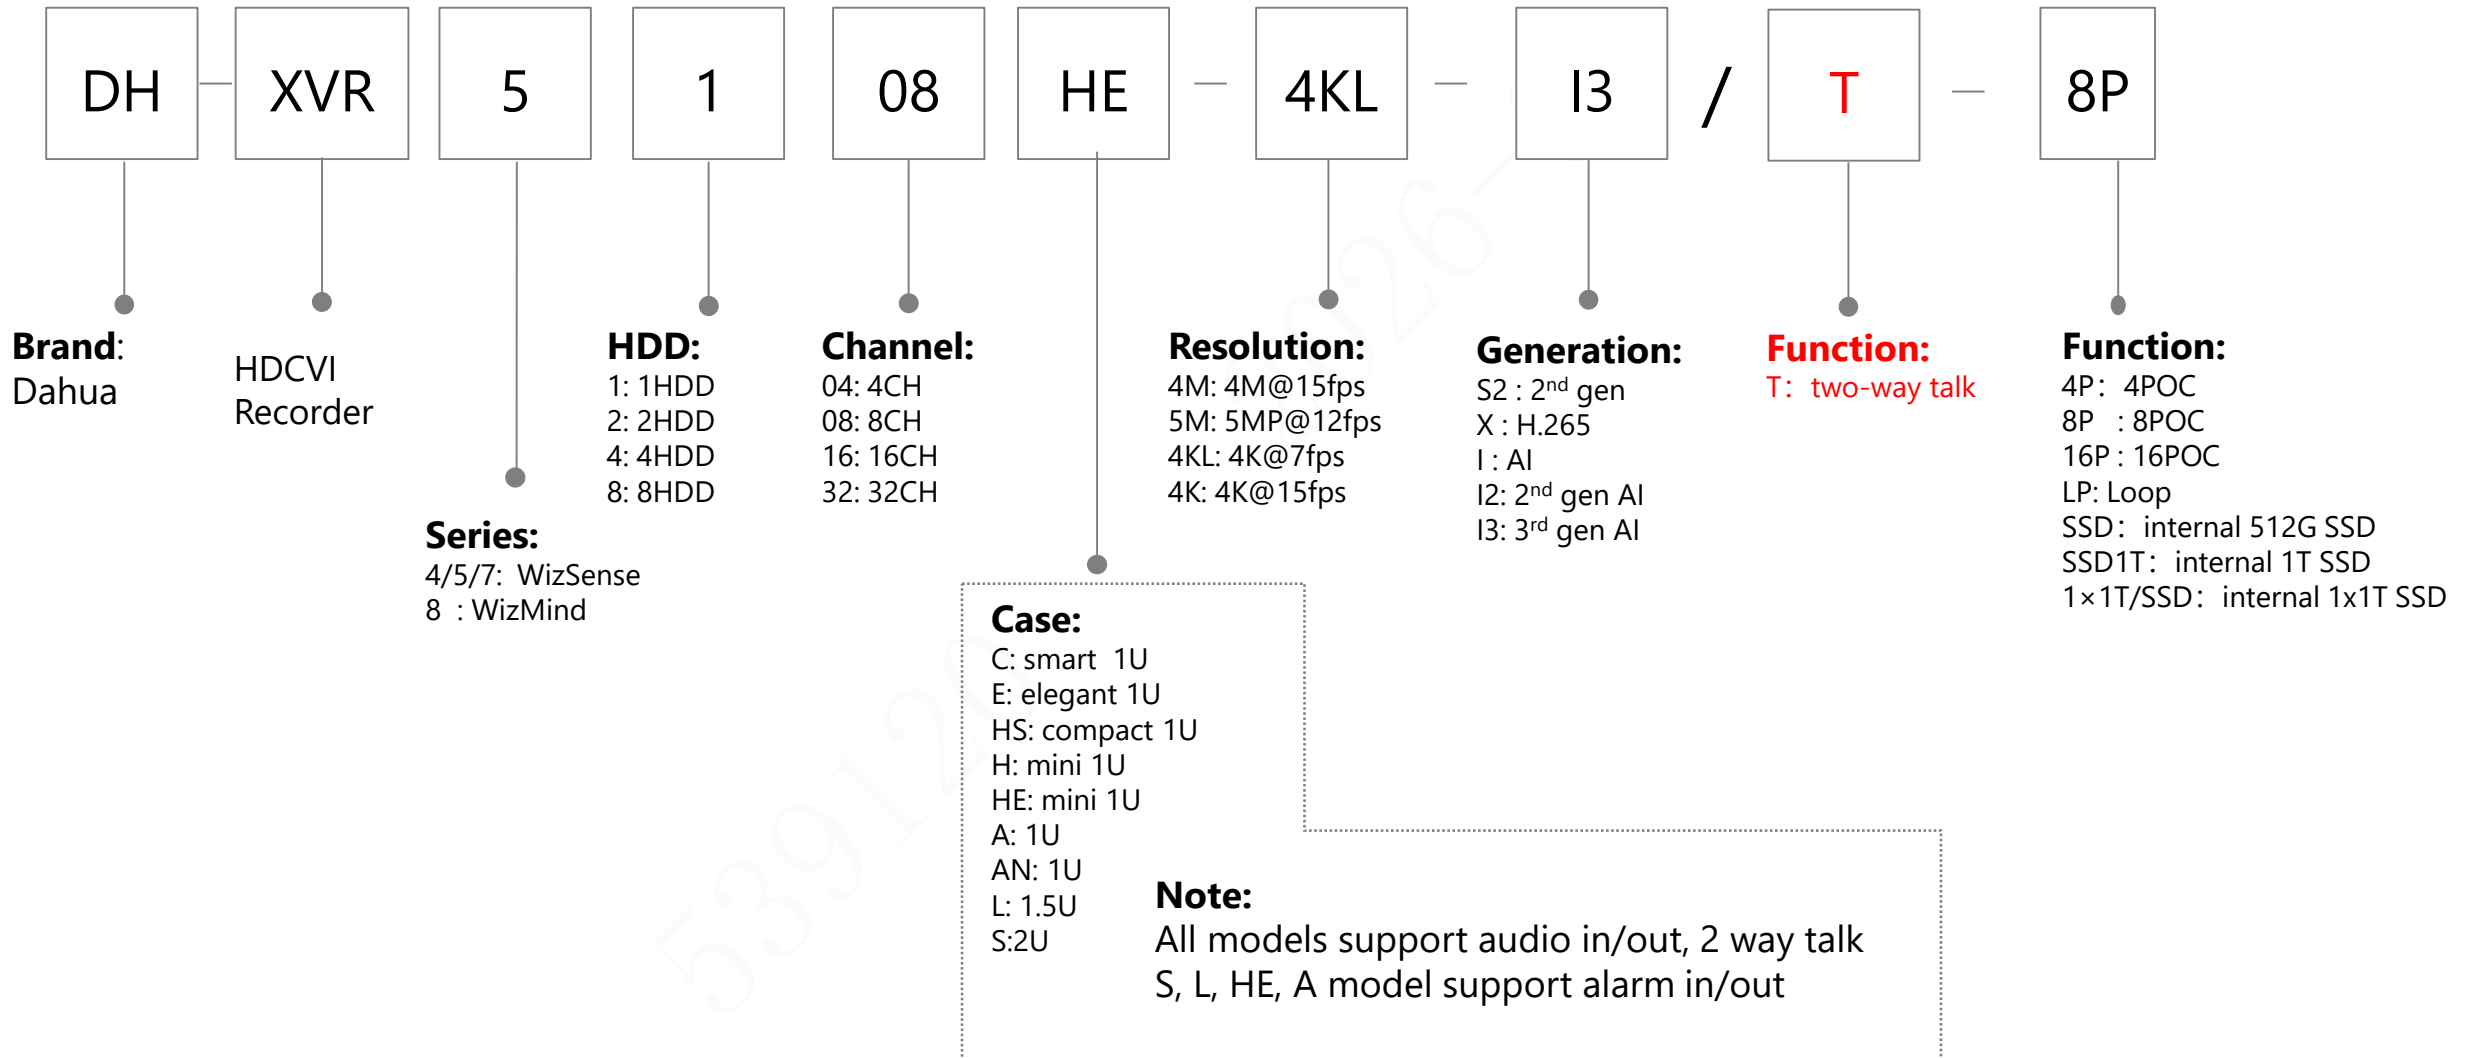 DH – XVR 5 1 08 HE – 4KL – I3 / T – 8P
Brand:
Dahua
HDCVI
Recorder
Series:
4/5/7: WizSense
8 : WizMind
HDD:
1: 1HDD
2: 2HDD
4: 4HDD
8: 8HDD
Channel:
04: 4CH
08: 8CH
16: 16CH
32: 32CH
Case:
C: smart 1U
E: elegant 1U
HS: compact 1U
H: mini 1U
HE: mini 1U
A: 1U
AN: 1U
L: 1.5U
S:2U
Note:
All models support audio in/out, 2 way talk
S, L, HE, A model support alarm in/out
Resolution:
4M: 4M@15fps
5M: 5MP@12fps
4KL: 4K@7fps
4K: 4K@15fps
Generation:
S2 : 2nd gen
X : H.265
I : AI
I2: 2nd gen AI
I3: 3rd gen AI
Function:
T： two-way talk
Function:
4P： 4POC
8P : 8POC
16P : 16POC
LP: Loop
SSD： internal 512G SSD
SSD1T： internal 1T SSD
1×1T/SSD： internal 1x1T SSD
539120